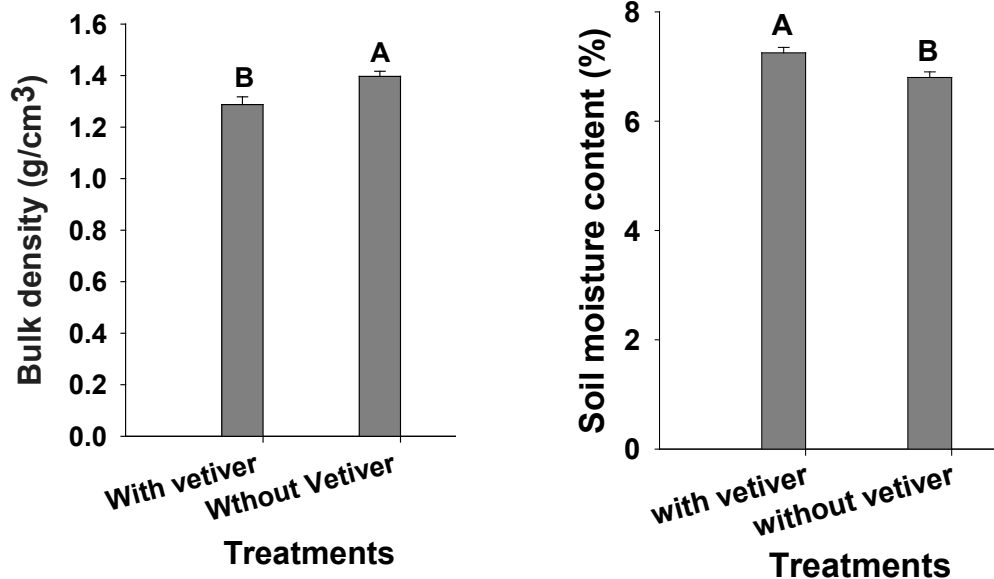 Bulk density (g/cm3)
1.6
1.4
1.2
1.0
0.8
0.6
0.4
0.2
0.0
B
A
With vetiver
Wthout Vetiver
Treatments
Soil moisture content (%)
8
6
4
2
0
A
B
with vetiver
without vetiver
Treatments